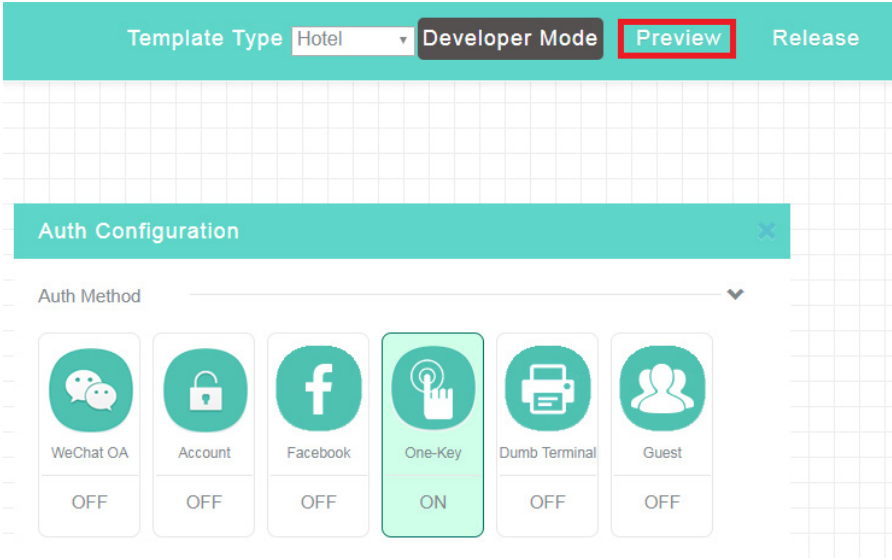 Template Type Hotel Developer Mode Preview Release
Auth Configuration
Auth Method
WeChat OA Account Facebook One-Key Dumb Terminal Guest
OFF OFF OFF ON OFF OFF